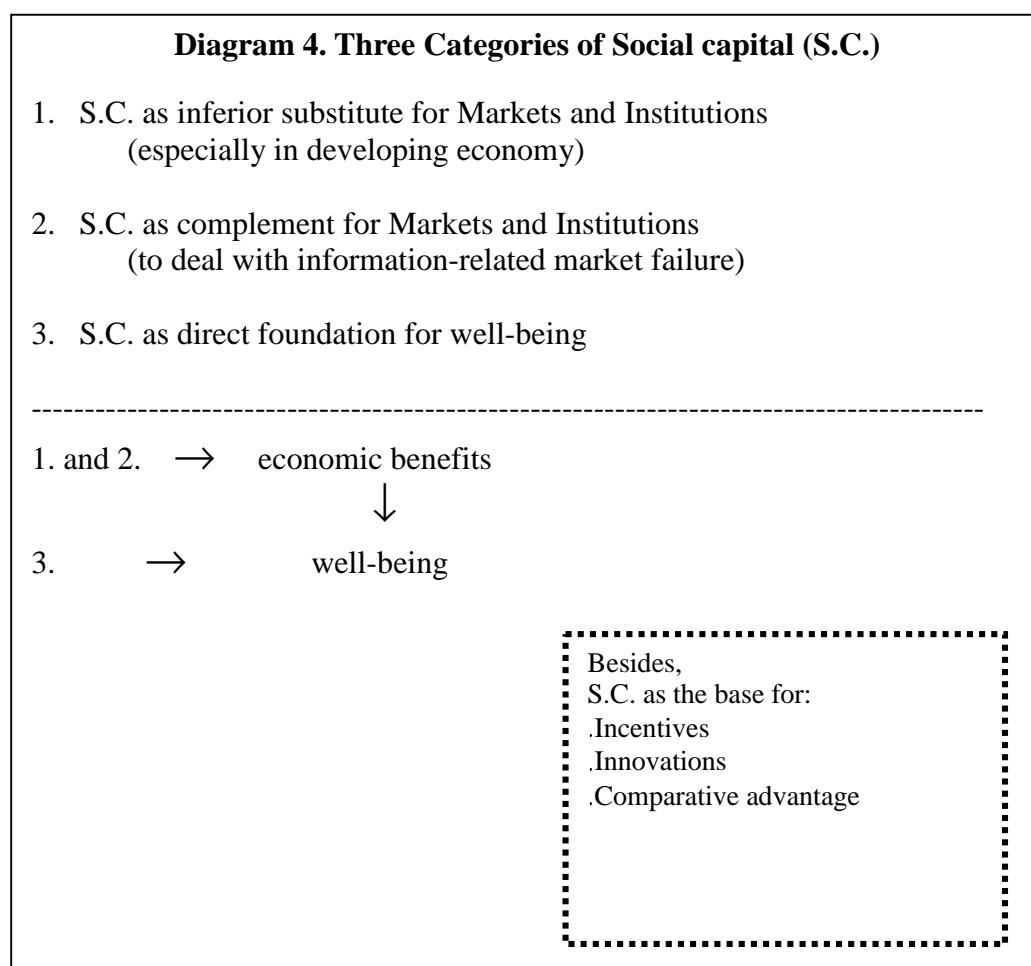 Diagram 4. Three Categories of Social capital (S.C.)
1. S.C. as inferior substitute for Markets and Institutions
(especially in developing economy)
2. S.C. as complement for Markets and Institutions
(to deal with information-related market failure)
3. S.C. as direct foundation for well-being
------------------------------------------------------------------------------------------
1. and 2. → economic benefits
↓
3. → well-being
Besides,
S.C. as the base for:
.Incentives
.Innovations
.Comparative advantage